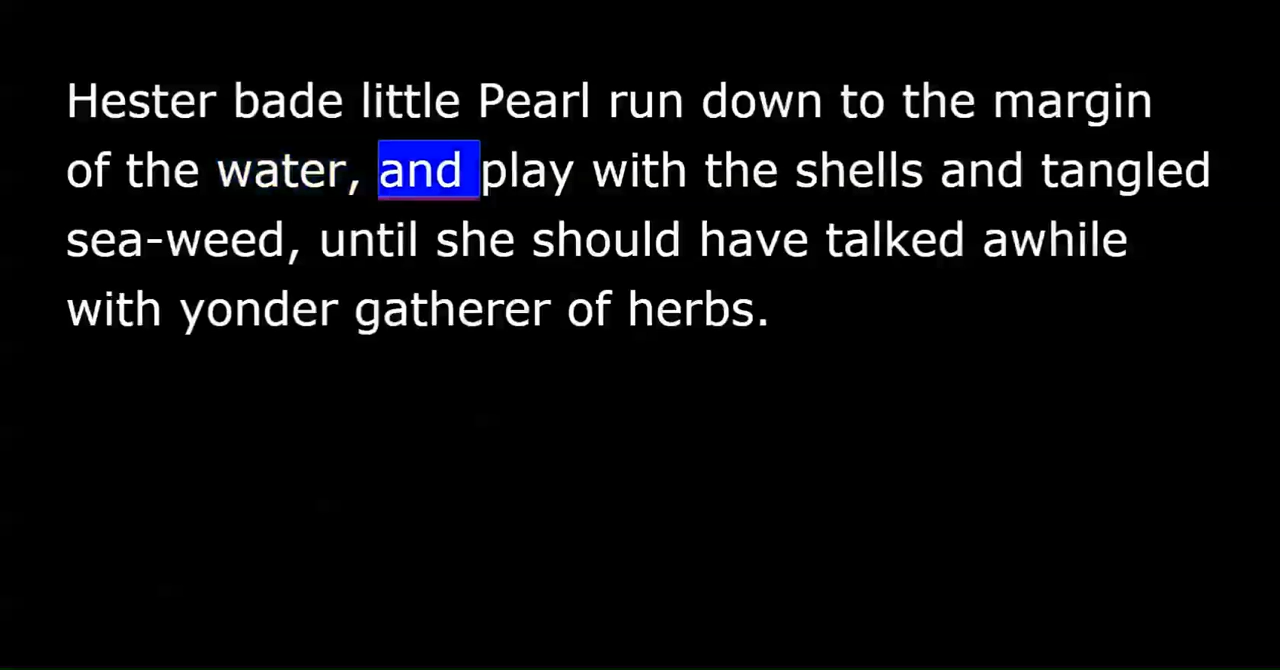 Hester bade little Pearl run down to the margin
of the water, and play with the shells and tangled
sea-weed, until she should have talked awhile
with yonder gatherer of herbs.